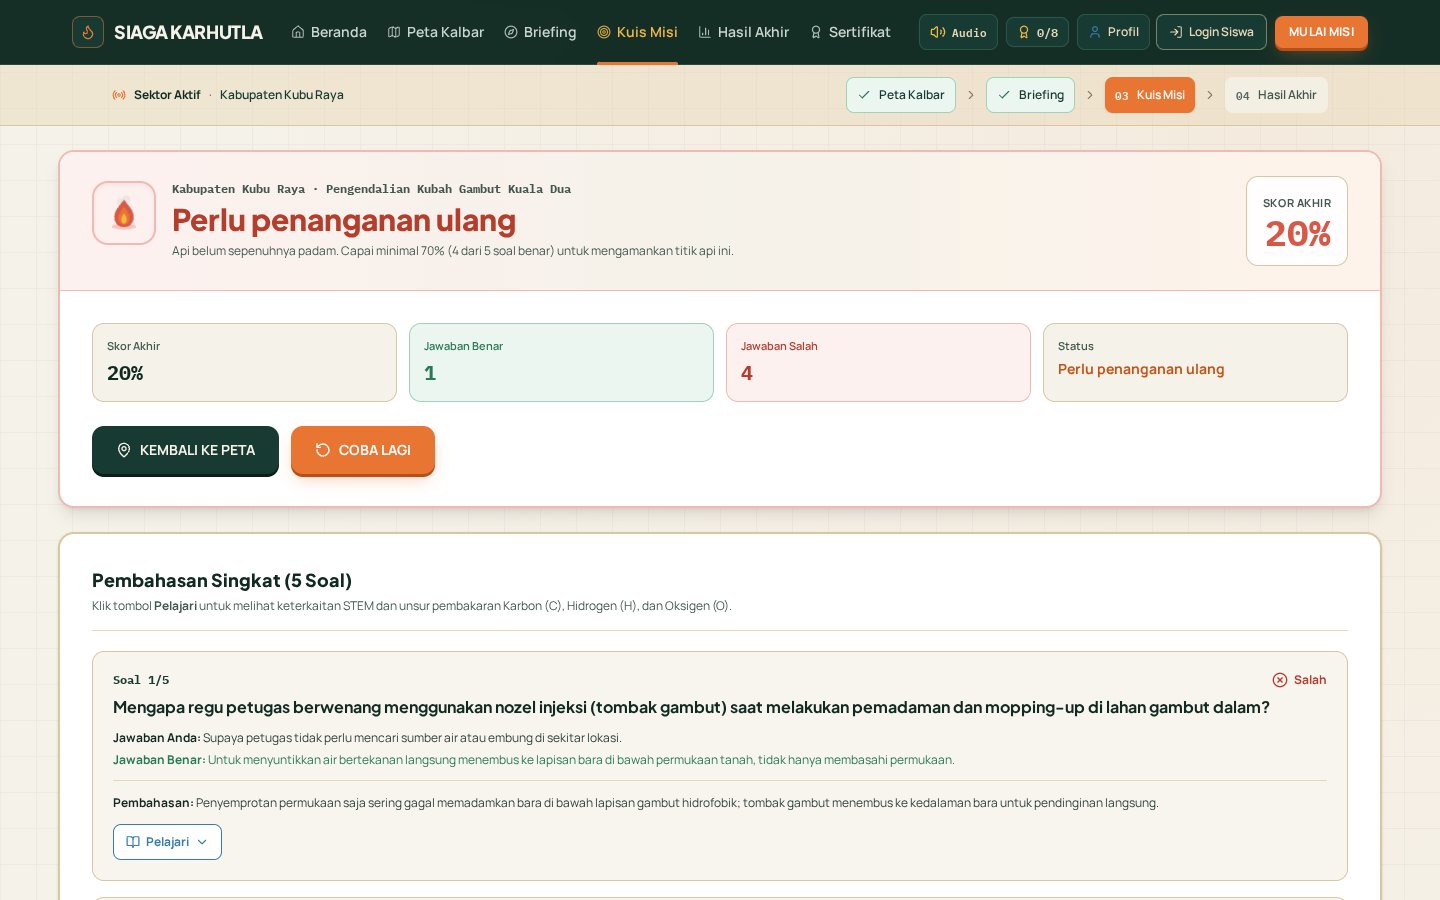 SIAGA KARHUTLA
Beranda
Peta Kalbar
Briefing
Kuis Misi
Hasil Akhir
Sertifikat
Audio
0/8
Profil
Login Siswa
MULAI MISI
Sektor Aktif · Kabupaten Kubu Raya
Peta Kalbar
Briefing
03 Kuis Misi
04 Hasil Akhir
Kabupaten Kubu Raya · Pengendalian Kubah Gambut Kuala Dua
Perlu penanganan ulang
Api belum sepenuhnya padam. Capai minimal 70% (4 dari 5 soal benar) untuk mengamankan titik api ini.
SKOR AKHIR
20%
Skor Akhir
20%
Jawaban Benar
1
Jawaban Salah
4
Status
Perlu penanganan ulang
KEMBALI KE PETA
COBA LAGI
Pembahasan Singkat (5 Soal)
Klik tombol Pelajari untuk melihat keterkaitan STEM dan unsur pembakaran Karbon (C), Hidrogen (H), dan Oksigen (O).
Soal 1/5
Salah
Mengapa regu petugas berwenang menggunakan nozel injeksi (tombak gambut) saat melakukan pemadaman dan mopping-up di lahan gambut dalam?
Jawaban Anda: Supaya petugas tidak perlu mencari sumber air atau embung di sekitar lokasi.
Jawaban Benar: Untuk menyuntikkan air bertekanan langsung menembus ke lapisan bara di bawah permukaan tanah, tidak hanya membasahi permukaan.
Pembahasan: Penyemprotan permukaan saja sering gagal memadamkan bara di bawah lapisan gambut hidrofobik; tombak gambut menembus ke kedalaman bara untuk pendinginan langsung.
Pelajari